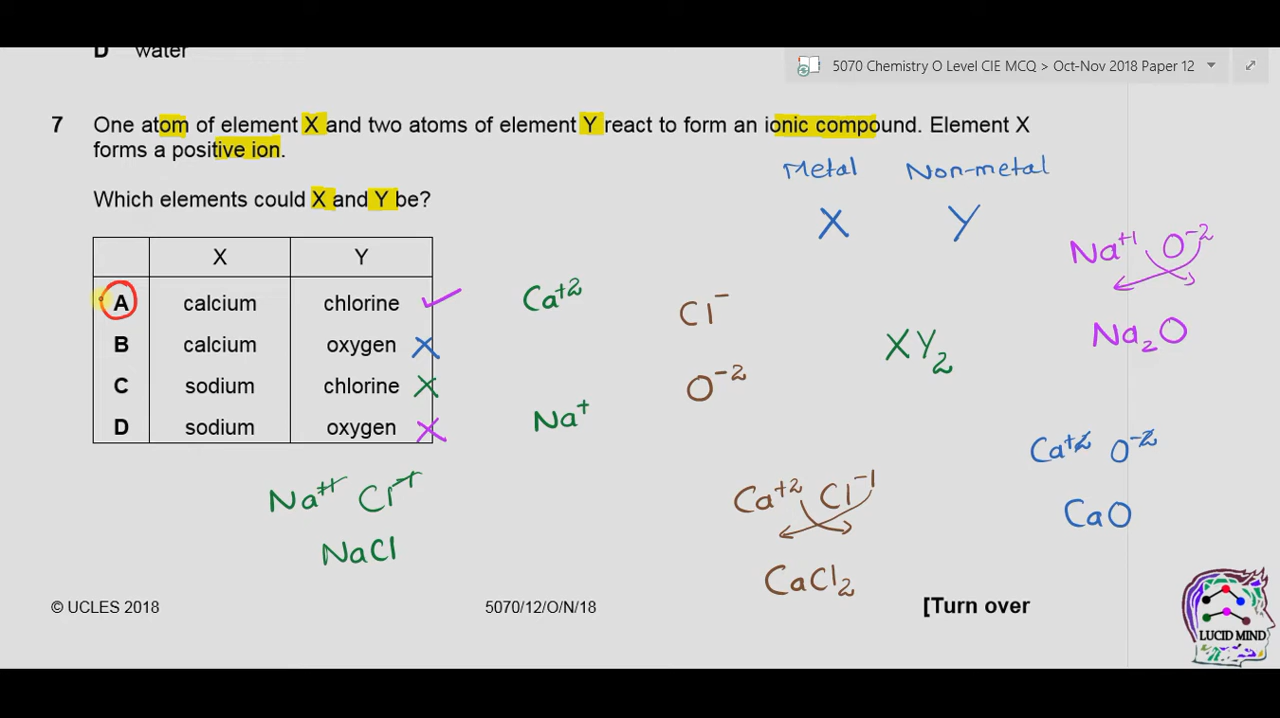 D water
5070 Chemistry O Level CIE MCQ > Oct-Nov 2018 Paper 12
7 One atom of element X and two atoms of element Y react to form an ionic compound. Element X
forms a positive ion.
Metal Non-metal
Which elements could X and Y be?
X Y
X Y
A calcium chlorine
B calcium oxygen
C sodium chlorine
D sodium oxygen
Ca+2
Cl−
O−2
Na+
XY2
Na+1 O−2
Na2O
Ca+2 O−2
CaO
Na+1 Cl−1
NaCl
Ca+2 Cl−1
CaCl2
© UCLES 2018 5070/12/O/N/18 [Turn over
LUCID MIND